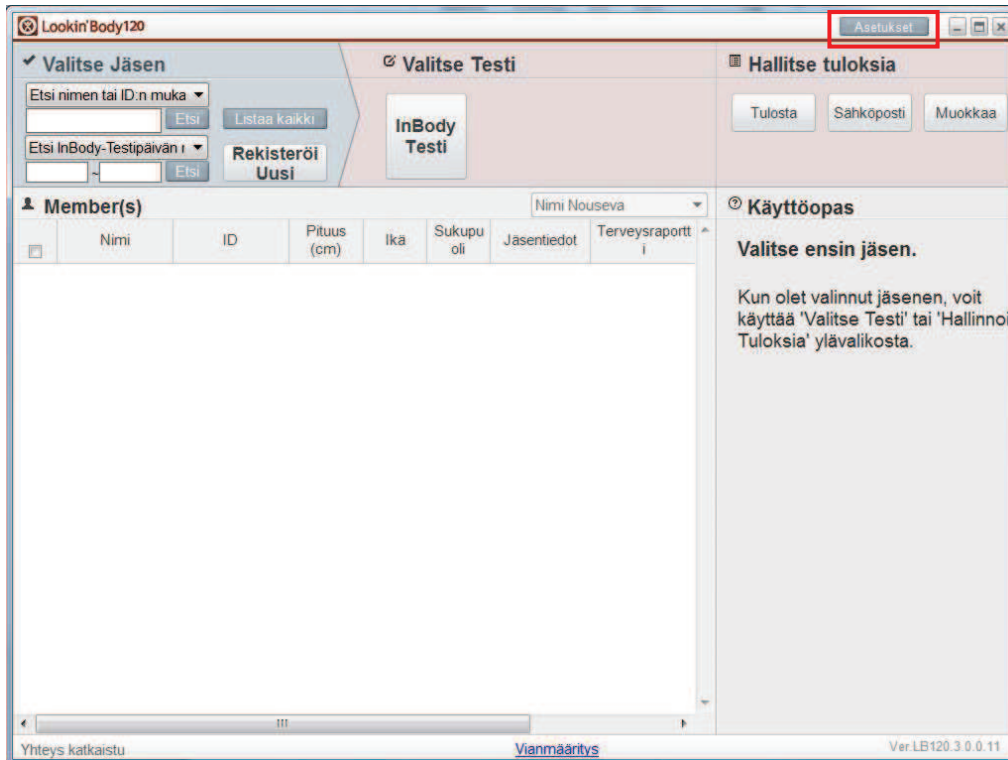 Lookin'Body120
Asetukset
Valitse Jäsen
Etsi nimen tai ID:n muka
Etsi
Listaa kaikki
Etsi InBody-Testipäivän
~
Etsi
Rekisteröi
Uusi
Valitse Testi
InBody
Testi
Hallitse tuloksia
Tulosta
Sähköposti
Muokkaa
Member(s)
Nimi Nouseva
Nimi
ID
Pituus
(cm)
Ikä
Sukupu
oli
Jäsentiedot
Terveysraportt
i
Käyttöopas
Valitse ensin jäsen.
Kun olet valinnut jäsenen, voit
käyttää 'Valitse Testi' tai 'Hallinnoi
Tuloksia' ylävalikosta.
Yhteys katkaistu
Vianmääritys
Ver.LB120.3.0.0.11